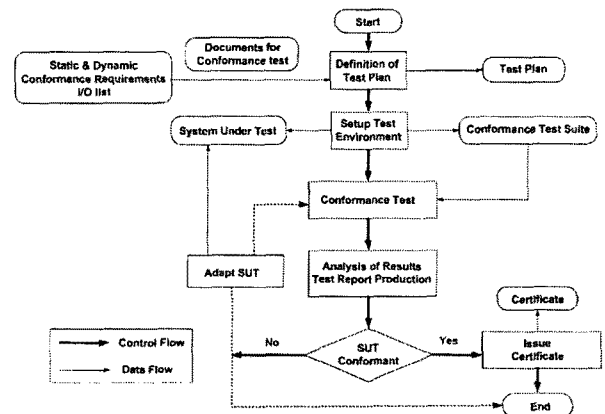 Start
Documents for
Conformance test
Static & Dynamic
Conformance Requirements
I/O list
Definition of
Test Plan
Test Plan
System Under Test
Setup Test
Environment
Conformance Test Suite
Conformance Test
Adapt SUT
Analysis of Results
Test Report Production
Certificate
No
SUT
Conformant
Yes
Issue
Certificate
Control Flow
Data Flow
End